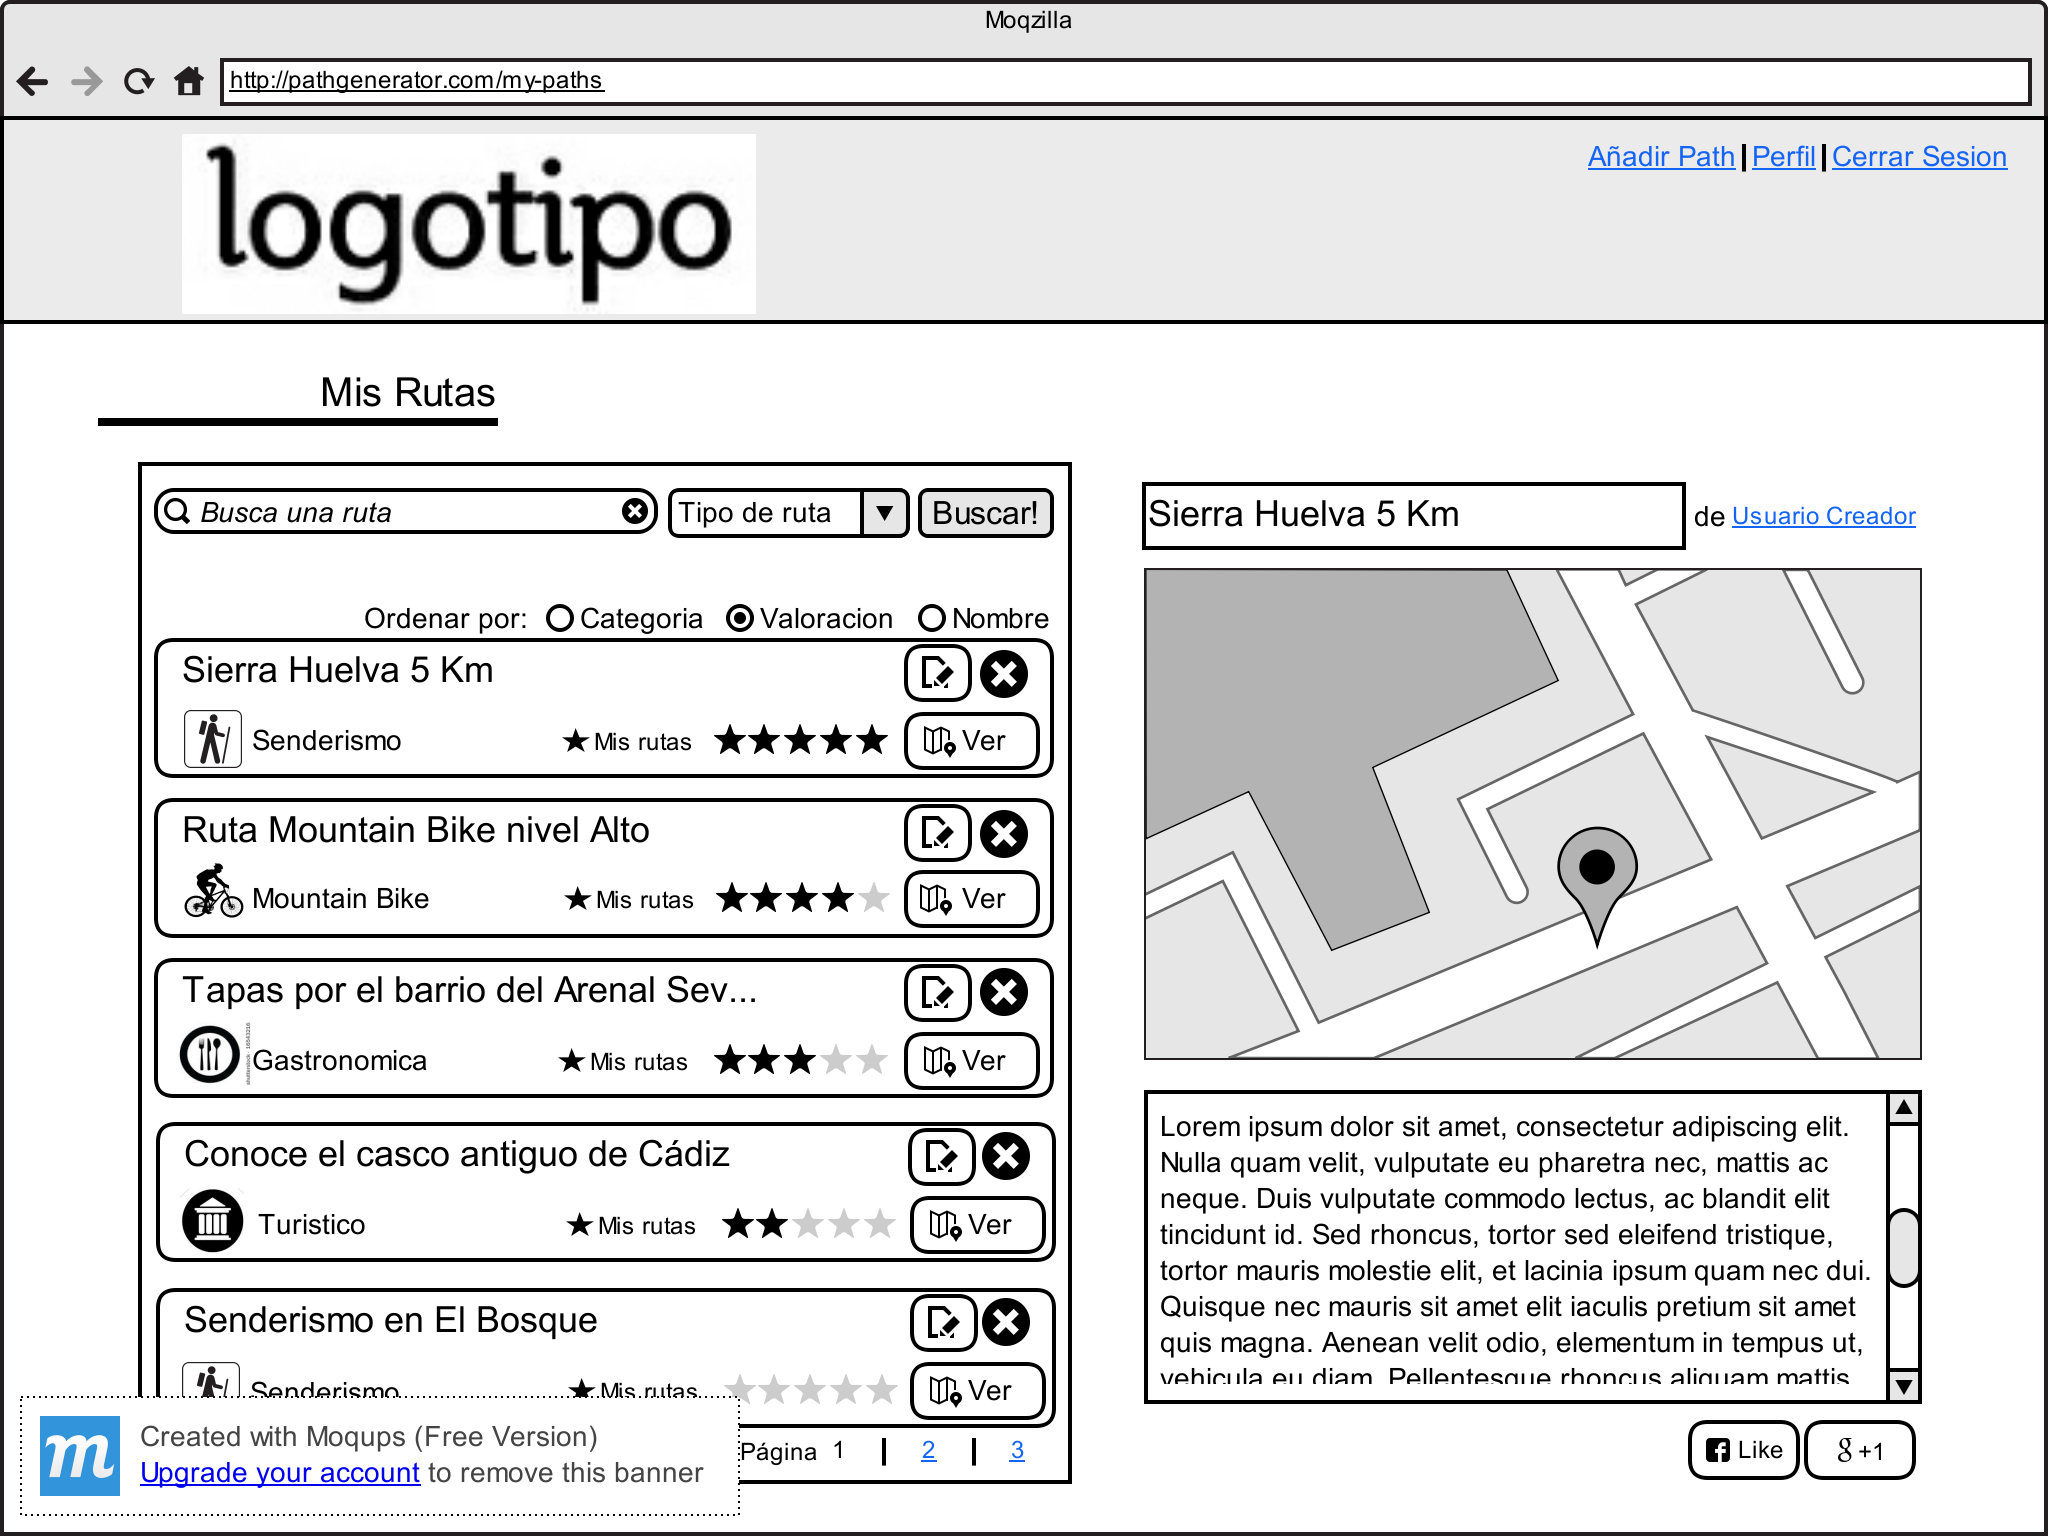 Moqzilla
http://pathgenerator.com/my-paths
logotipo
Añadir Path | Perfil | Cerrar Sesion
Mis Rutas
Busca una ruta
Tipo de ruta
Buscar!
Ordenar por: Categoria Valoracion Nombre
Sierra Huelva 5 Km
Senderismo
Mis rutas
Ver
Ruta Mountain Bike nivel Alto
Mountain Bike
Mis rutas
Ver
Tapas por el barrio del Arenal Sev...
Gastronomica
Mis rutas
Ver
Conoce el casco antiguo de Cádiz
Turistico
Mis rutas
Ver
Senderismo en El Bosque
Senderismo
Mis rutas
Ver
Página 1 | 2 | 3
Sierra Huelva 5 Km
de Usuario Creador
Lorem ipsum dolor sit amet, consectetur adipiscing elit.
Nulla quam velit, vulputate eu pharetra nec, mattis ac
neque. Duis vulputate commodo lectus, ac blandit elit
tincidunt id. Sed rhoncus, tortor sed eleifend tristique,
tortor mauris molestie elit, et lacinia ipsum quam nec dui.
Quisque nec mauris sit amet elit iaculis pretium sit amet
quis magna. Aenean velit odio, elementum in tempus ut,
vehicula eu diam. Pellentesque rhoncus aliquam mattis.
Like
g +1
m
Created with Moqups (Free Version)
Upgrade your account to remove this banner